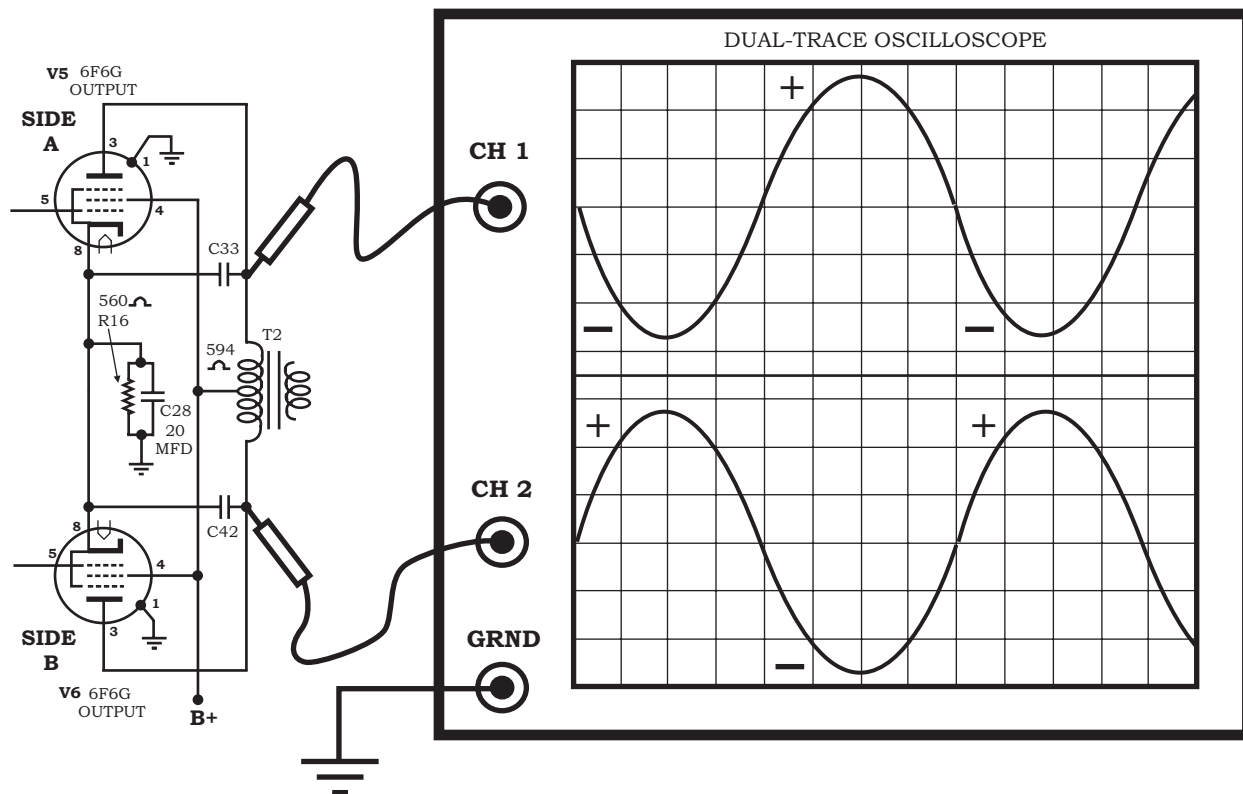 DUAL-TRACE OSCILLOSCOPE
V5 6F6G
OUTPUT
SIDE
A
3
1
5
4
8
CH 1
+
C33
560
R16
–
–
T2
594
C28
20
MFD
+
+
CH 2
8
C42
5
4
1
3
SIDE
B
GRND
–
V6 6F6G
OUTPUT
B+